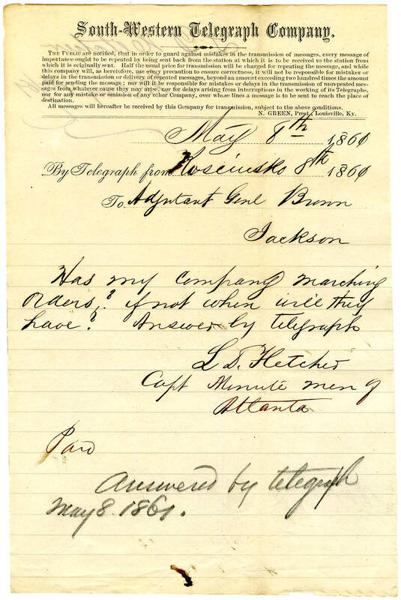 South-Western Telegraph Company.
THE PUBLIC are notified, that in order to guard against mistakes in the transmission of messages, every message of
importance ought to be repeated by being sent back from the station at which it is to be received to the station from
which it is originally sent. Half the usual price for transmission will be charged for repeating the message, and while
this company will, as heretofore, use every precaution to ensure correctness, it will not be responsible for mistakes or
delays in the transmission or delivery of repeated messages, beyond an amount exceeding two hundred times the amount
paid for sending the message; nor will it be responsible for mistakes or delays in the transmission of unrepeated messages
from whatever cause they may arise, nor for delays arising from interruptions in the working of its Telegraphs,
nor for any mistake or omission of any other Company, over whose lines a message is to be sent to reach the place of
destination.
All messages will hereafter be received by this Company for transmission, subject to the above conditions.
N. GREEN, Pres't, Louisville, Ky.
May 8th 1860
By Telegraph from Kosciusko 8th 1860
To Adjutant Genl Brown
Jackson
Has my company marching
orders? if not when will they
have? Answer by telegraph
L D. Fletcher
Capt Minute men of
Atlanta
Paid
Answered by telegraph
May 8. 1861.